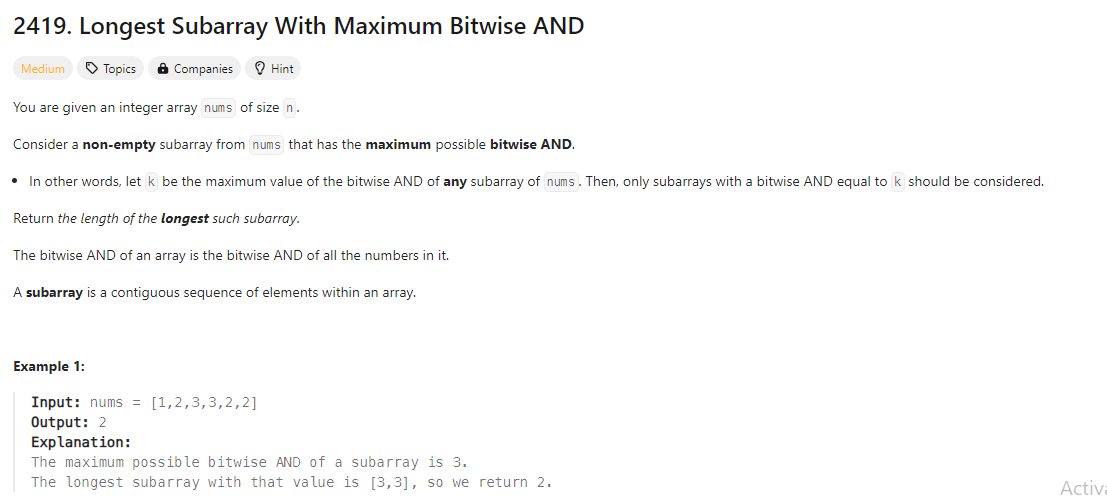 2419. Longest Subarray With Maximum Bitwise AND
Medium Topics Companies Hint
You are given an integer array nums of size n.
Consider a non-empty subarray from nums that has the maximum possible bitwise AND.
• In other words, let k be the maximum value of the bitwise AND of any subarray of nums. Then, only subarrays with a bitwise AND equal to k should be considered.
Return the length of the longest such subarray.
The bitwise AND of an array is the bitwise AND of all the numbers in it.
A subarray is a contiguous sequence of elements within an array.
Example 1:
Input: nums = [1,2,3,3,2,2]
Output: 2
Explanation:
The maximum possible bitwise AND of a subarray is 3.
The longest subarray with that value is [3,3], so we return 2.